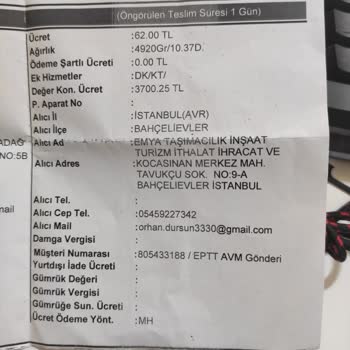 (Öngörülen Teslim Süresi 1 Gün)
Ücret :62.00 TL
Ağırlık :4920Gr/10.37D.
Ödeme Şartlı Ücreti :0.00 TL
Ek Hizmetler :DK/KT/
Değer Kon. Ücret :3700.25 TL
P. Aparat No :
Alıcı İl :İSTANBUL(AVR)
Alıcı İlçe :BAHÇELİEVLER
Alıcı Ad :EMYA TAŞIMACILIK İNŞAAT
TURİZM İTHALAT İHRACAT VE
Alıcı Adres :KOCASINAN MERKEZ MAH.
TAVUKÇU SOK. NO:9-A
BAHÇELİEVLER İSTANBUL
Alıcı Tel. :
Alıcı Cep Tel. :05459227342
Alıcı Mail :orhan.dursun3330@gmail.com
Damga Vergisi :
Müşteri Numarası :805433188 / EPTT AVM Gönderi
Yurtdışı İade Ücreti :
Gümrük Değeri :
Gümrük Vergisi :
Gümrüğe Sun. Ücreti :
Ücret Ödeme Yönt. :MH
ADAĞ
NO:5B
mail